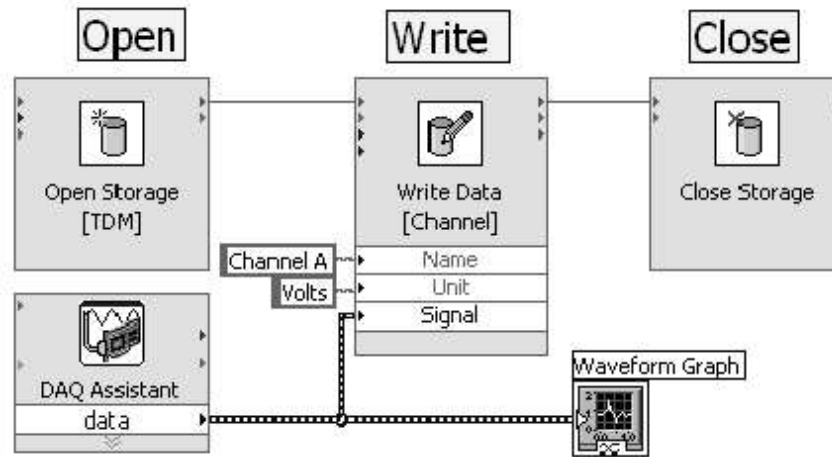 Open
Write
Close
Open Storage
[TDM]
Write Data
[Channel]
Close Storage
Channel A
Name
Volts
Unit
Signal
DAQ Assistant
data
Waveform Graph